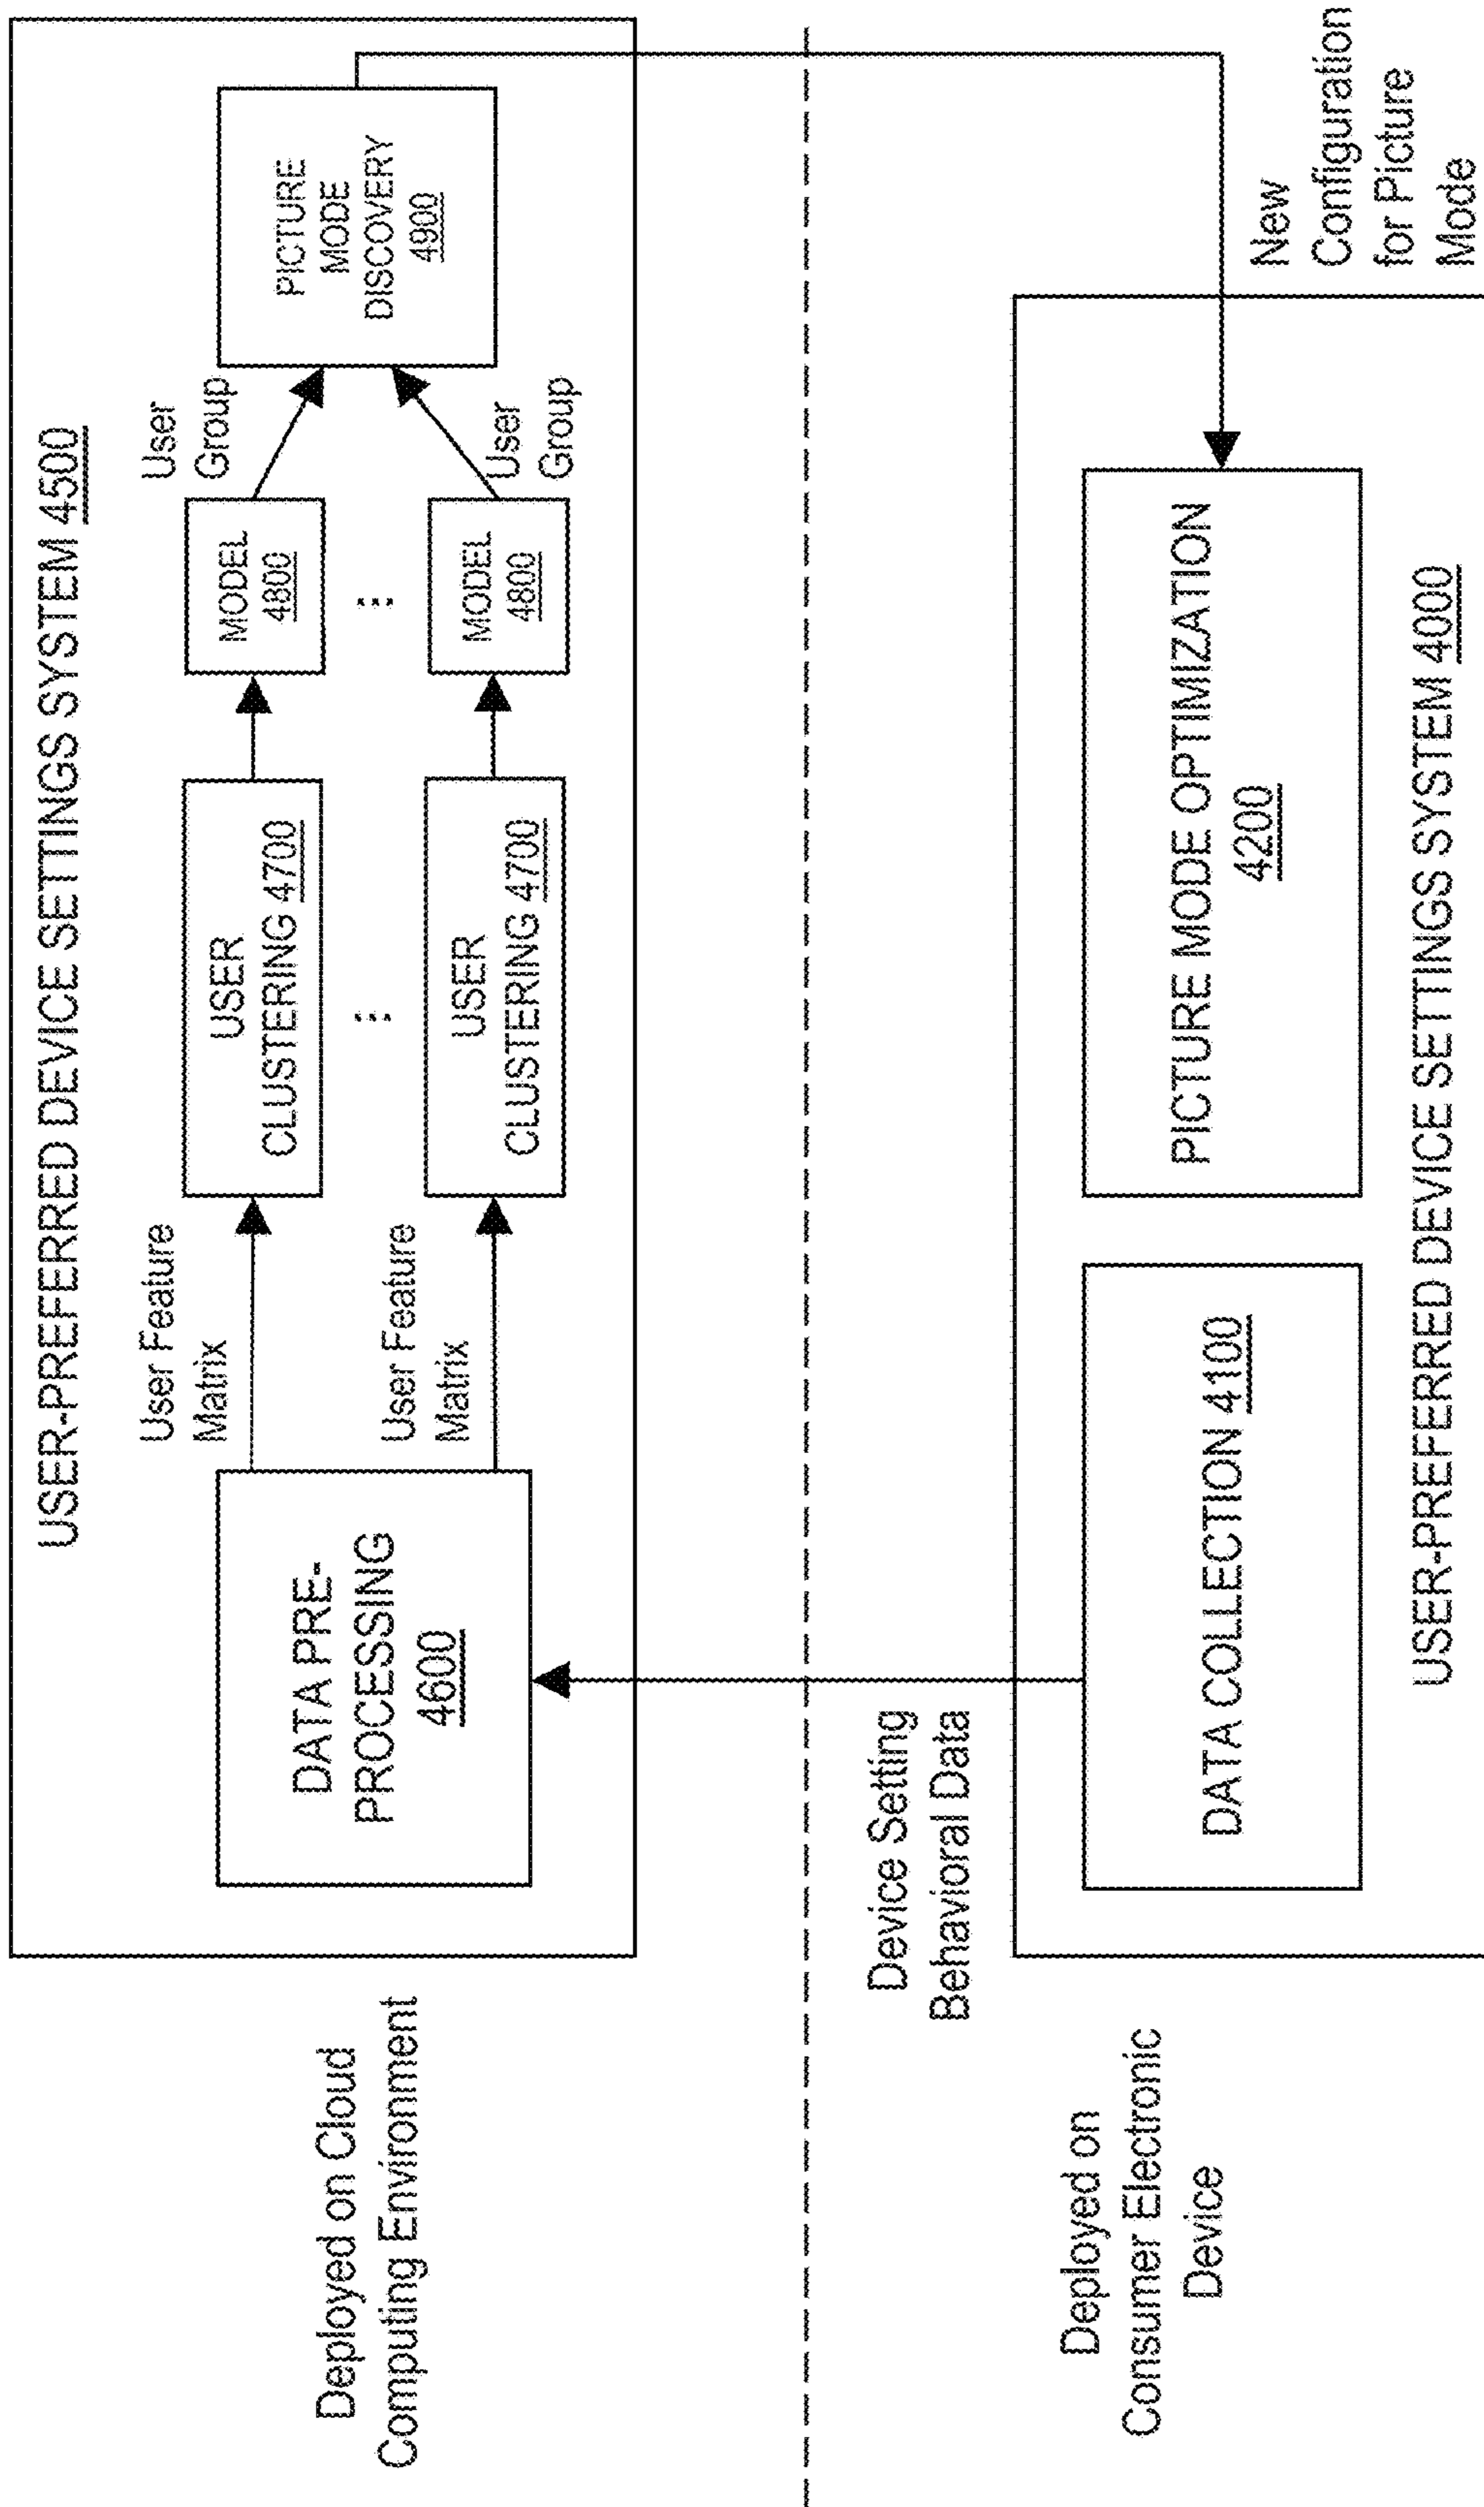 USER-PREFERRED DEVICE SETTINGS SYSTEM 4500
Deployed on Cloud
Computing Environment
DATA PRE-
PROCESSING
4600
User Feature
Matrix
USER
CLUSTERING 4700
MODEL
4800
User
Group
...
...
User Feature
Matrix
USER
CLUSTERING 4700
MODEL
4800
User
Group
PICTURE
MODE
DISCOVERY
4900
Device Setting
Behavioral Data
New
Configuration
for Picture
Mode
Deployed on
Consumer Electronic
Device
DATA COLLECTION 4100
PICTURE MODE OPTIMIZATION
4200
USER-PREFERRED DEVICE SETTINGS SYSTEM 4000